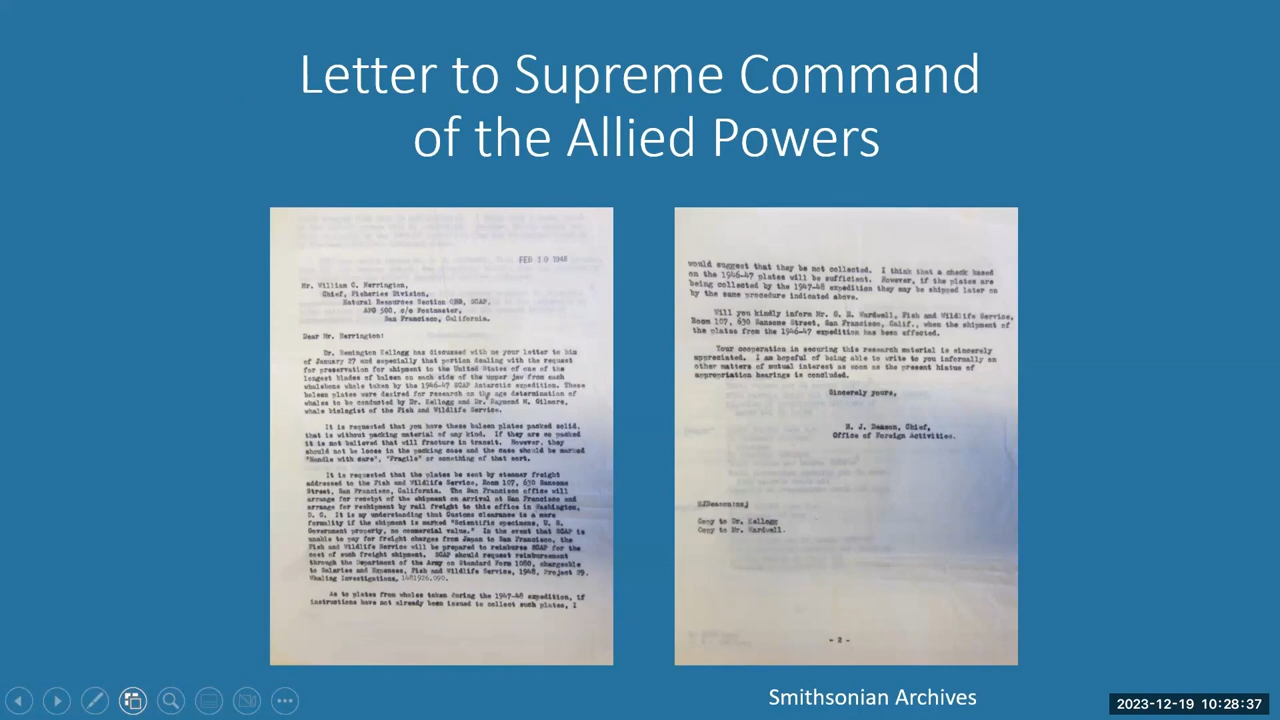 Letter to Supreme Command
of the Allied Powers
FEB 10 1948
Mr. William C. Herrington,
Chief, Fisheries Division,
Natural Resources Section GHQ, SCAP,
APO 500, c/o Postmaster,
San Francisco, California.
Dear Mr. Herrington:
Dr. Remington Kellogg has discussed with me your letter to him
of January 27 and especially that portion dealing with the request
for preservation for shipment to the United States of one of the
longest blades of baleen on each side of the upper jaw from each
whalebone whale taken by the 1946-47 SCAP Antarctic expedition. These
baleen plates were desired for research on the age determination of
whales to be conducted by Dr. Kellogg and Dr. Raymond M. Gilmore,
whale biologist of the Fish and Wildlife Service.
It is requested that you have these baleen plates packed solid,
that is without packing material of any kind. If they are so packed
it is not believed that will fracture in transit. However, they
should not be loose in the packing case and the case should be marked
"Handle with care", "Fragile" or something of that sort.
It is requested that the plates be sent by steamer freight
addressed to the Fish and Wildlife Service, Room 107, 630 Sansome
Street, San Francisco, California. The San Francisco office will
arrange for receipt of the shipment on arrival at San Francisco and
arrange for reshipment by rail freight to this office in Washington,
D. C. It is my understanding that Customs clearance is a mere
formality if the shipment is marked "Scientific specimens, U. S.
Government property, no commercial value." In the event that SCAP is
unable to pay for freight charges from Japan to San Francisco, the
Fish and Wildlife Service will be prepared to reimburse SCAP for the
cost of such freight shipment. SCAP should request reimbursement
through the Department of the Army on Standard Form 1080, chargeable
to Salaries and Expenses, Fish and Wildlife Service, 1948, Project 29,
Whaling Investigations, 1481926.090.
As to plates from whales taken during the 1947-48 expedition, if
instructions have not already been issued to collect such plates, I
would suggest that they be not collected. I think that a check based
on the 1946-47 plates will be sufficient. However, if the plates are
being collected by the 1947-48 expedition they may be shipped later on
by the same procedure indicated above.
Will you kindly inform Mr. G. E. Wardwell, Fish and Wildlife Service,
Room 107, 630 Sansome Street, San Francisco, Calif., when the shipment of
the plates from the 1946-47 expedition has been effected.
Your cooperation in securing this research material is sincerely
appreciated. I am hopeful of being able to write to you informally on
other matters of mutual interest as soon as the present hiatus of
appropriation hearings is concluded.
Sincerely yours,
H. J. Deason, Chief,
Office of Foreign Activities.
HJDeason:
Copy to Dr. Kellogg
Copy to Mr. Wardwell.
- 2 -
Smithsonian Archives
2023-12-19 10:28:37